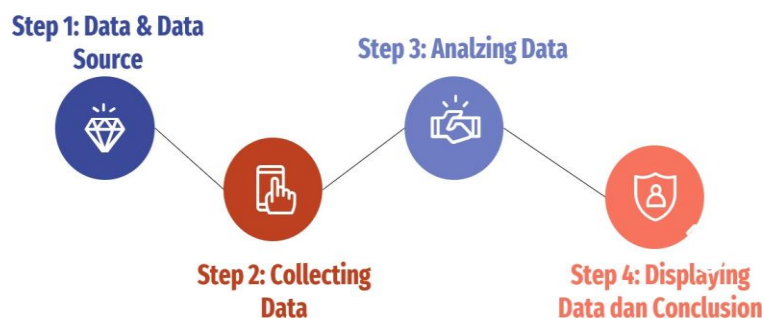 Step 1: Data & Data
Source
Step 2: Collecting
Data
Step 3: Analzing Data
Step 4: Displaying
Data dan Conclusion